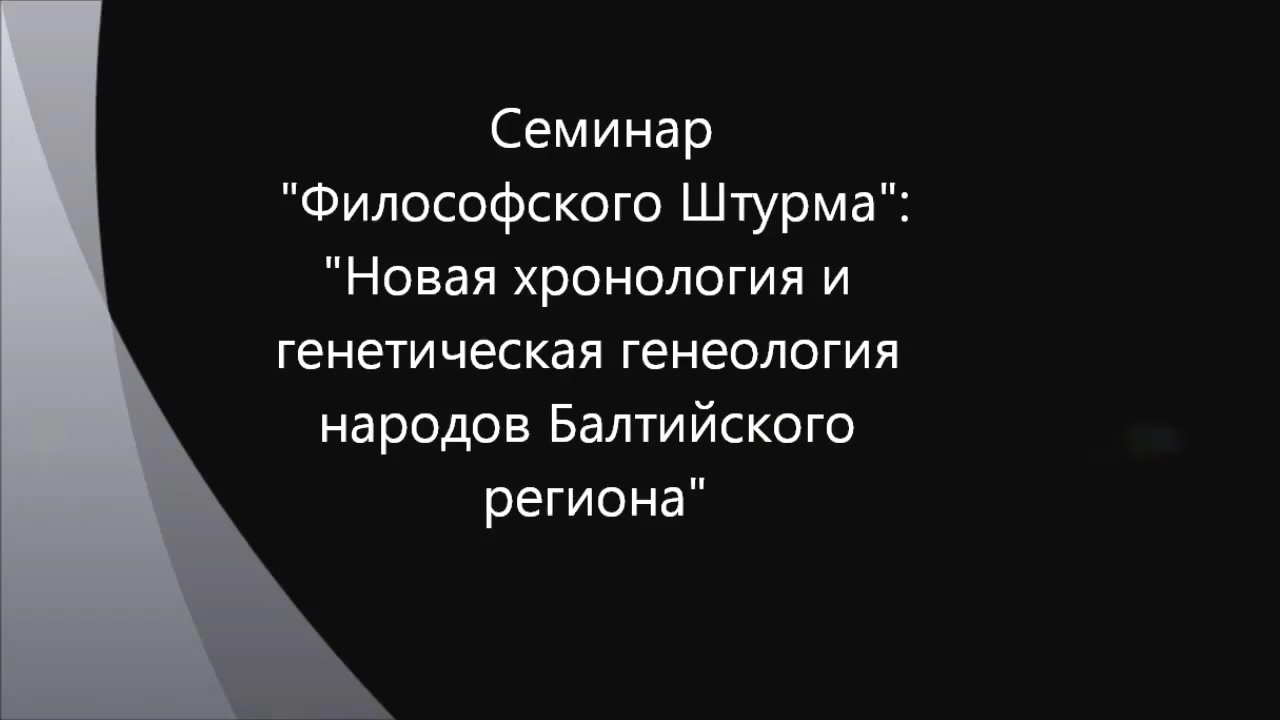 Семинар
"Философского Штурма":
"Новая хронология и
генетическая генеология
народов Балтийского
региона"